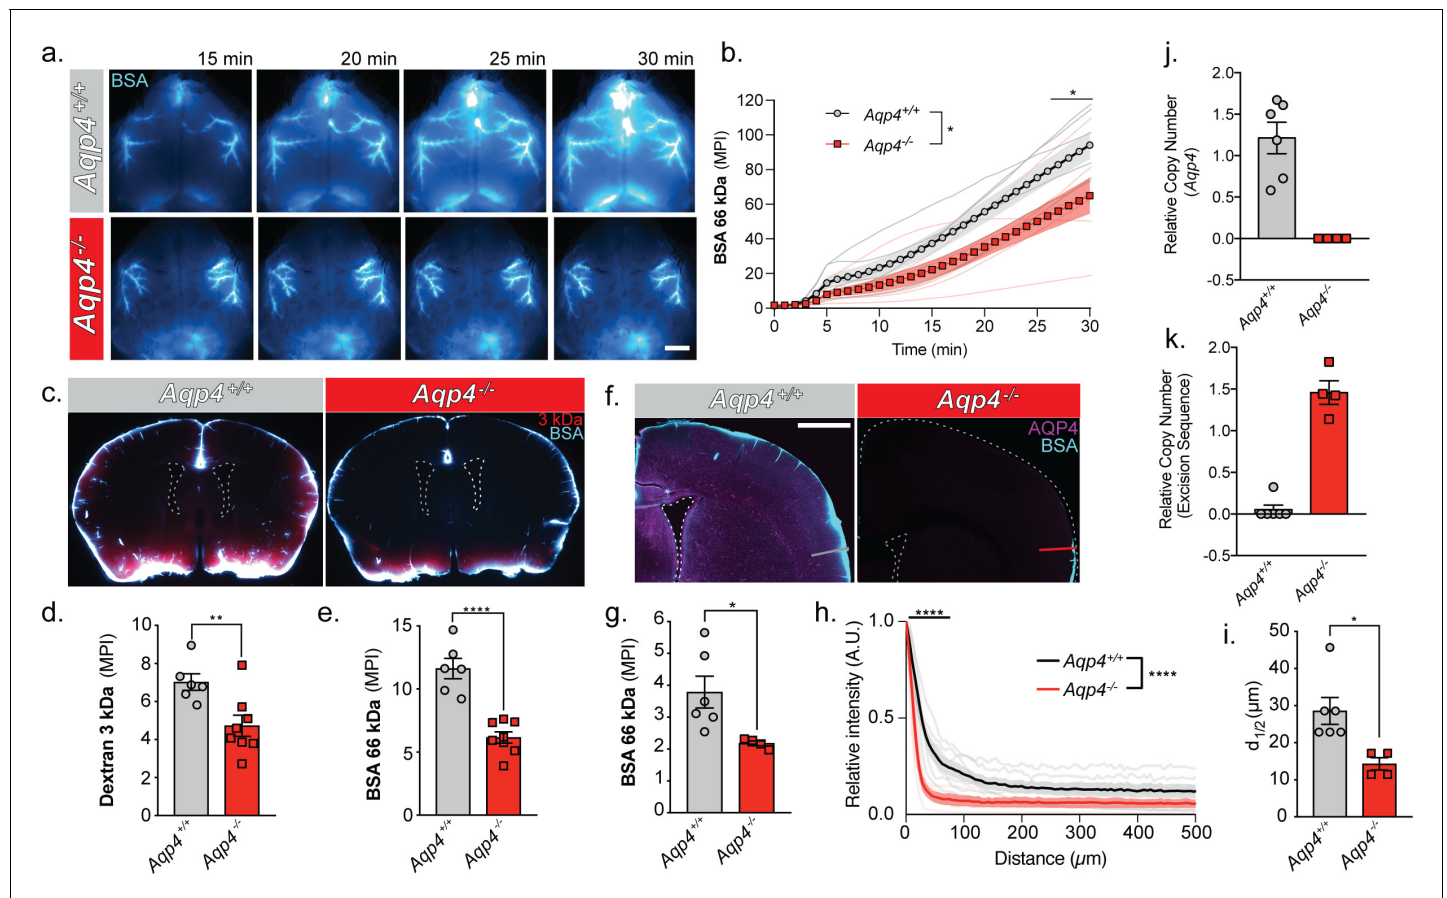 a.
15 min
20 min
25 min
30 min
Aqp4+/+
BSA
Aqp4-/-
b.
BSA 66 kDa (MPI)
120
100
80
60
40
20
0
Aqp4+/+
Aqp4-/-
*
*
0 5 10 15 20 25 30
Time (min)
j.
Relative Copy Number
(Aqp4)
2.0
1.5
1.0
0.5
0.0
-0.5
Aqp4+/+
Aqp4-/-
k.
Relative Copy Number
(Excision Sequence)
2.0
1.5
1.0
0.5
0.0
-0.5
Aqp4+/+
Aqp4-/-
c.
Aqp4+/+
Aqp4-/-
3 kDa
BSA
f.
Aqp4+/+
Aqp4-/-
AQP4
BSA
d.
Dextran 3 kDa (MPI)
10
8
6
4
2
0
**
Aqp4+/+
Aqp4-/-
e.
BSA 66 kDa (MPI)
15
10
5
0
****
Aqp4+/+
Aqp4-/-
g.
BSA 66 kDa (MPI)
6
5
4
3
2
1
0
*
Aqp4+/+
Aqp4-/-
h.
Relative intensity (A.U.)
1.0
0.5
0.0
****
Aqp4+/+
Aqp4-/-
****
0 100 200 300 400 500
Distance (µm)
i.
d1/2 (µm)
50
40
30
20
10
0
*
Aqp4+/+
Aqp4-/-